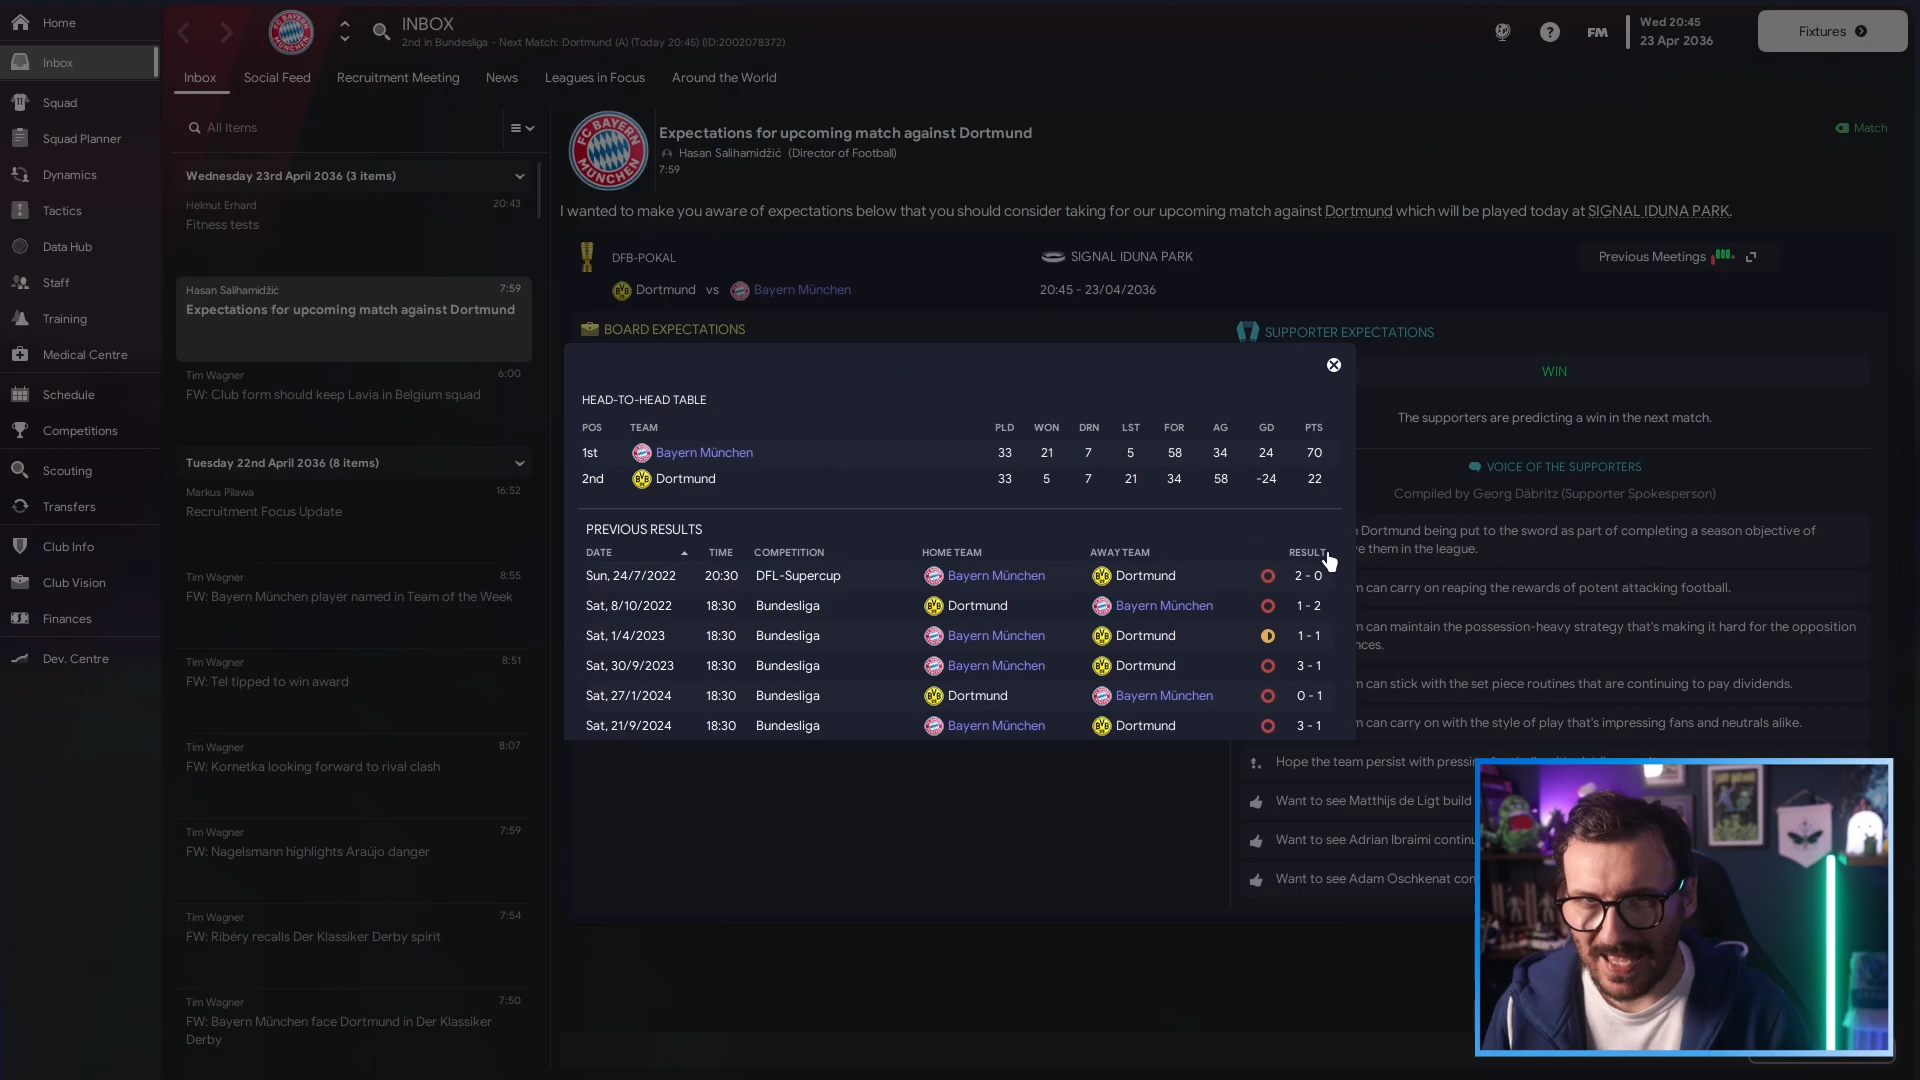 Home
Inbox
Squad
Squad Planner
Dynamics
Tactics
Data Hub
Staff
Training
Medical Centre
Schedule
Competitions
Scouting
Transfers
Club Info
Club Vision
Finances
Dev. Centre
INBOX
2nd in Bundesliga - Next Match: Dortmund (A) (Today 20:45) (ID:2002078372)
FM
Wed 20:45
23 Apr 2036
Fixtures
Inbox Social Feed Recruitment Meeting News Leagues in Focus Around the World
All Items
Wednesday 23rd April 2036 (3 items)
Helmut Erhard 20:43
Fitness tests
Hasan Salihamidžić 7:59
Expectations for upcoming match against Dortmund
Tim Wagner 6:00
FW: Club form should keep Lavia in Belgium squad
Tuesday 22nd April 2036 (8 items)
Markus Pilawa 16:52
Recruitment Focus Update
Tim Wagner 8:55
FW: Bayern München player named in Team of the Week
Tim Wagner 8:51
FW: Tel tipped to win award
Tim Wagner 8:07
FW: Kornetka looking forward to rival clash
Tim Wagner 7:59
FW: Nagelsmann highlights Araújo danger
Tim Wagner 7:54
FW: Ribéry recalls Der Klassiker Derby spirit
Tim Wagner 7:50
FW: Bayern München face Dortmund in Der Klassiker
Derby
FC BAYERN
MÜNCHEN
Expectations for upcoming match against Dortmund
Hasan Salihamidžić (Director of Football)
7:59
Match
I wanted to make you aware of expectations below that you should consider taking for our upcoming match against Dortmund which will be played today at SIGNAL IDUNA PARK.
DFB-POKAL
SIGNAL IDUNA PARK
Previous Meetings
Dortmund vs Bayern München
20:45 - 23/04/2036
BOARD EXPECTATIONS
SUPPORTER EXPECTATIONS
WIN
The supporters are predicting a win in the next match.
VOICE OF THE SUPPORTERS
Compiled by Georg Däbritz (Supporter Spokesperson)
Dortmund being put to the sword as part of completing a season objective of
them in the league.
can carry on reaping the rewards of potent attacking football.
can maintain the possession-heavy strategy that's making it hard for the opposition
can stick with the set piece routines that are continuing to pay dividends.
can carry on with the style of play that's impressing fans and neutrals alike.
Hope the team persist with
Want to see Matthijs de Ligt build
Want to see Adrian Ibraimi
Want to see Adam Oschkenat
HEAD-TO-HEAD TABLE
POS TEAM PLD WON DRN LST FOR AG GD PTS
1st Bayern München 33 21 7 5 58 34 24 70
2nd Dortmund 33 5 7 21 34 58 -24 22
PREVIOUS RESULTS
DATE TIME COMPETITION HOME TEAM AWAY TEAM RESULT
Sun, 24/7/2022 20:30 DFL-Supercup Bayern München Dortmund 2 - 0
Sat, 8/10/2022 18:30 Bundesliga Dortmund Bayern München 1 - 2
Sat, 1/4/2023 18:30 Bundesliga Bayern München Dortmund 1 - 1
Sat, 30/9/2023 18:30 Bundesliga Bayern München Dortmund 3 - 1
Sat, 27/1/2024 18:30 Bundesliga Dortmund Bayern München 0 - 1
Sat, 21/9/2024 18:30 Bundesliga Bayern München Dortmund 3 - 1